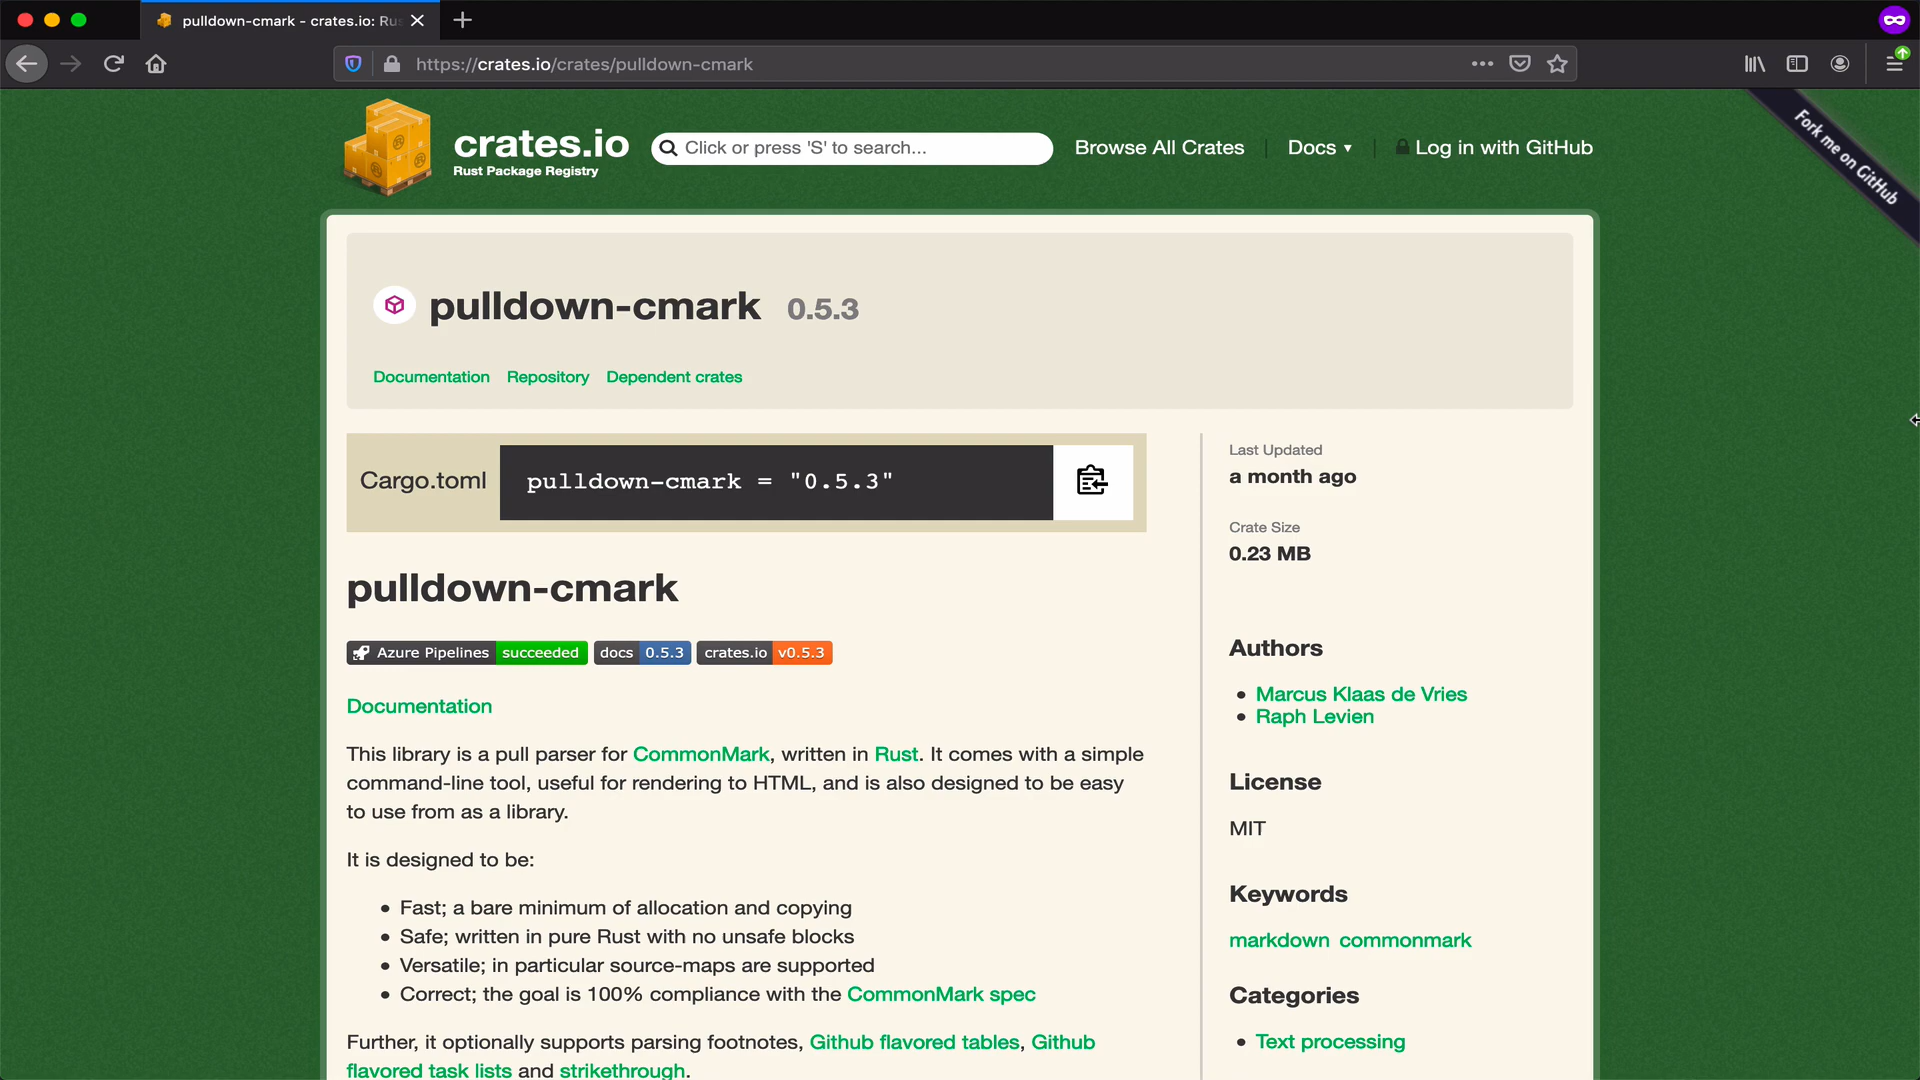 pulldown-cmark - crates.io: Rus
https://crates.io/crates/pulldown-cmark
crates.io
Rust Package Registry
Click or press 'S' to search...
Browse All Crates
Docs ▼
Log in with GitHub
Fork me on GitHub
pulldown-cmark 0.5.3
Documentation Repository Dependent crates
Cargo.toml
pulldown-cmark = "0.5.3"
pulldown-cmark
Azure Pipelines succeeded docs 0.5.3 crates.io v0.5.3
Documentation
This library is a pull parser for CommonMark, written in Rust. It comes with a simple
command-line tool, useful for rendering to HTML, and is also designed to be easy
to use from as a library.
It is designed to be:
• Fast; a bare minimum of allocation and copying
• Safe; written in pure Rust with no unsafe blocks
• Versatile; in particular source-maps are supported
• Correct; the goal is 100% compliance with the CommonMark spec
Further, it optionally supports parsing footnotes, Github flavored tables, Github
flavored task lists and strikethrough.
Last Updated
a month ago
Crate Size
0.23 MB
Authors
• Marcus Klaas de Vries
• Raph Levien
License
MIT
Keywords
markdown commonmark
Categories
• Text processing